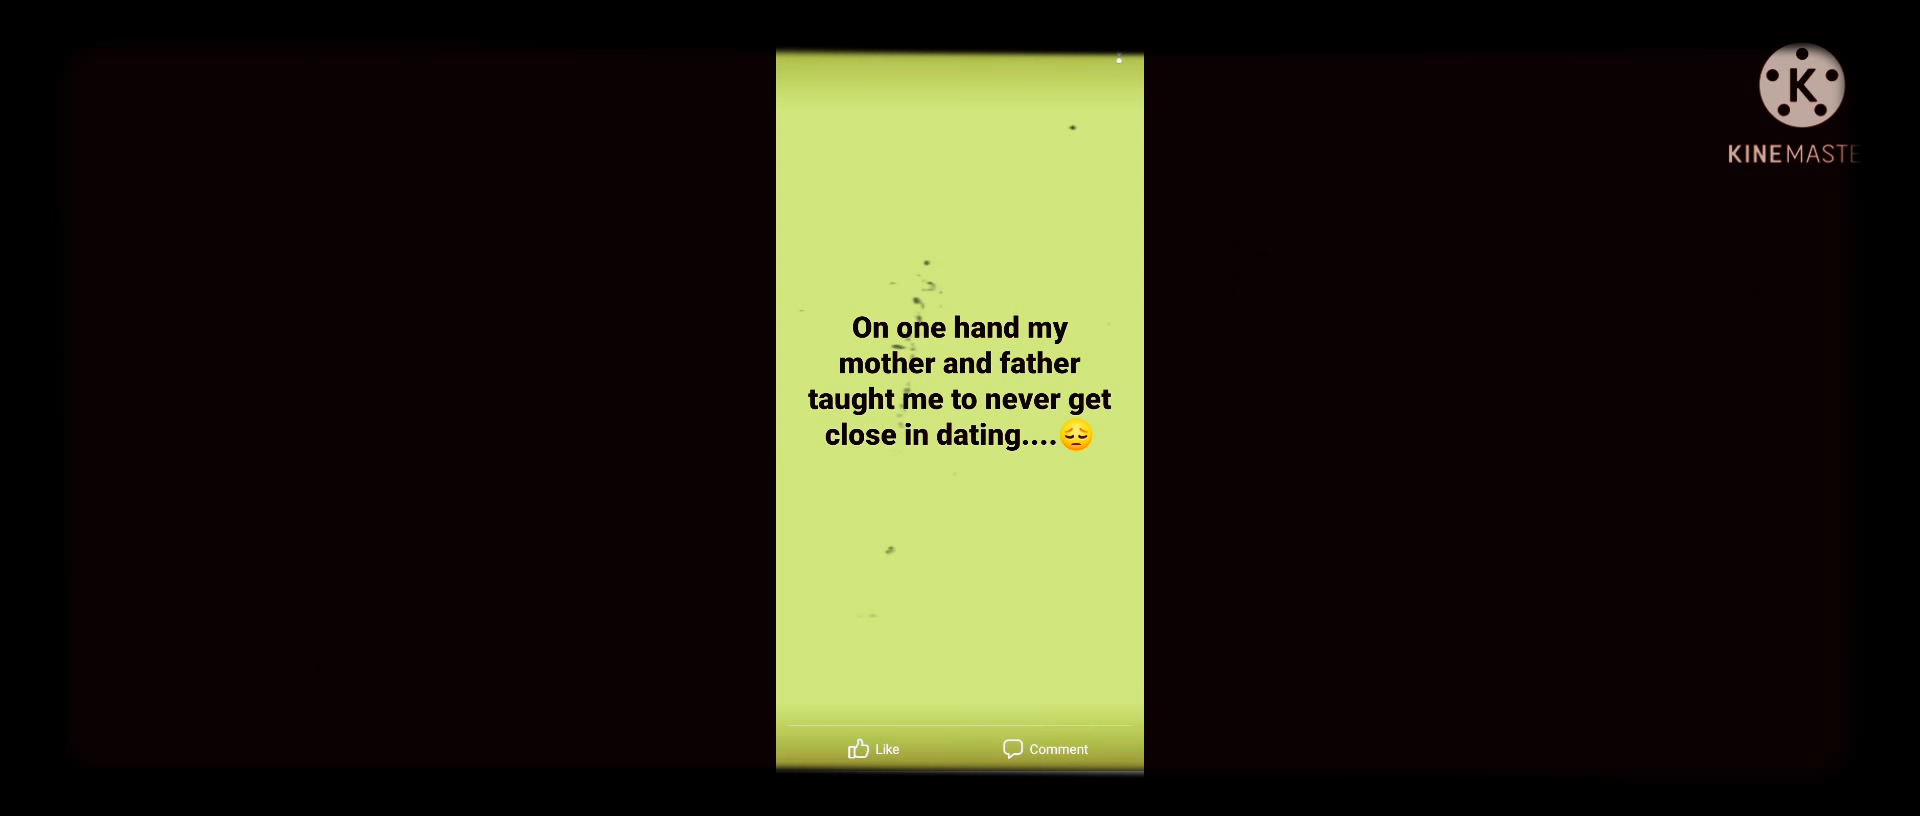 KINEMASTE
On one hand my
mother and father
taught me to never get
close in dating....😔
Like
Comment